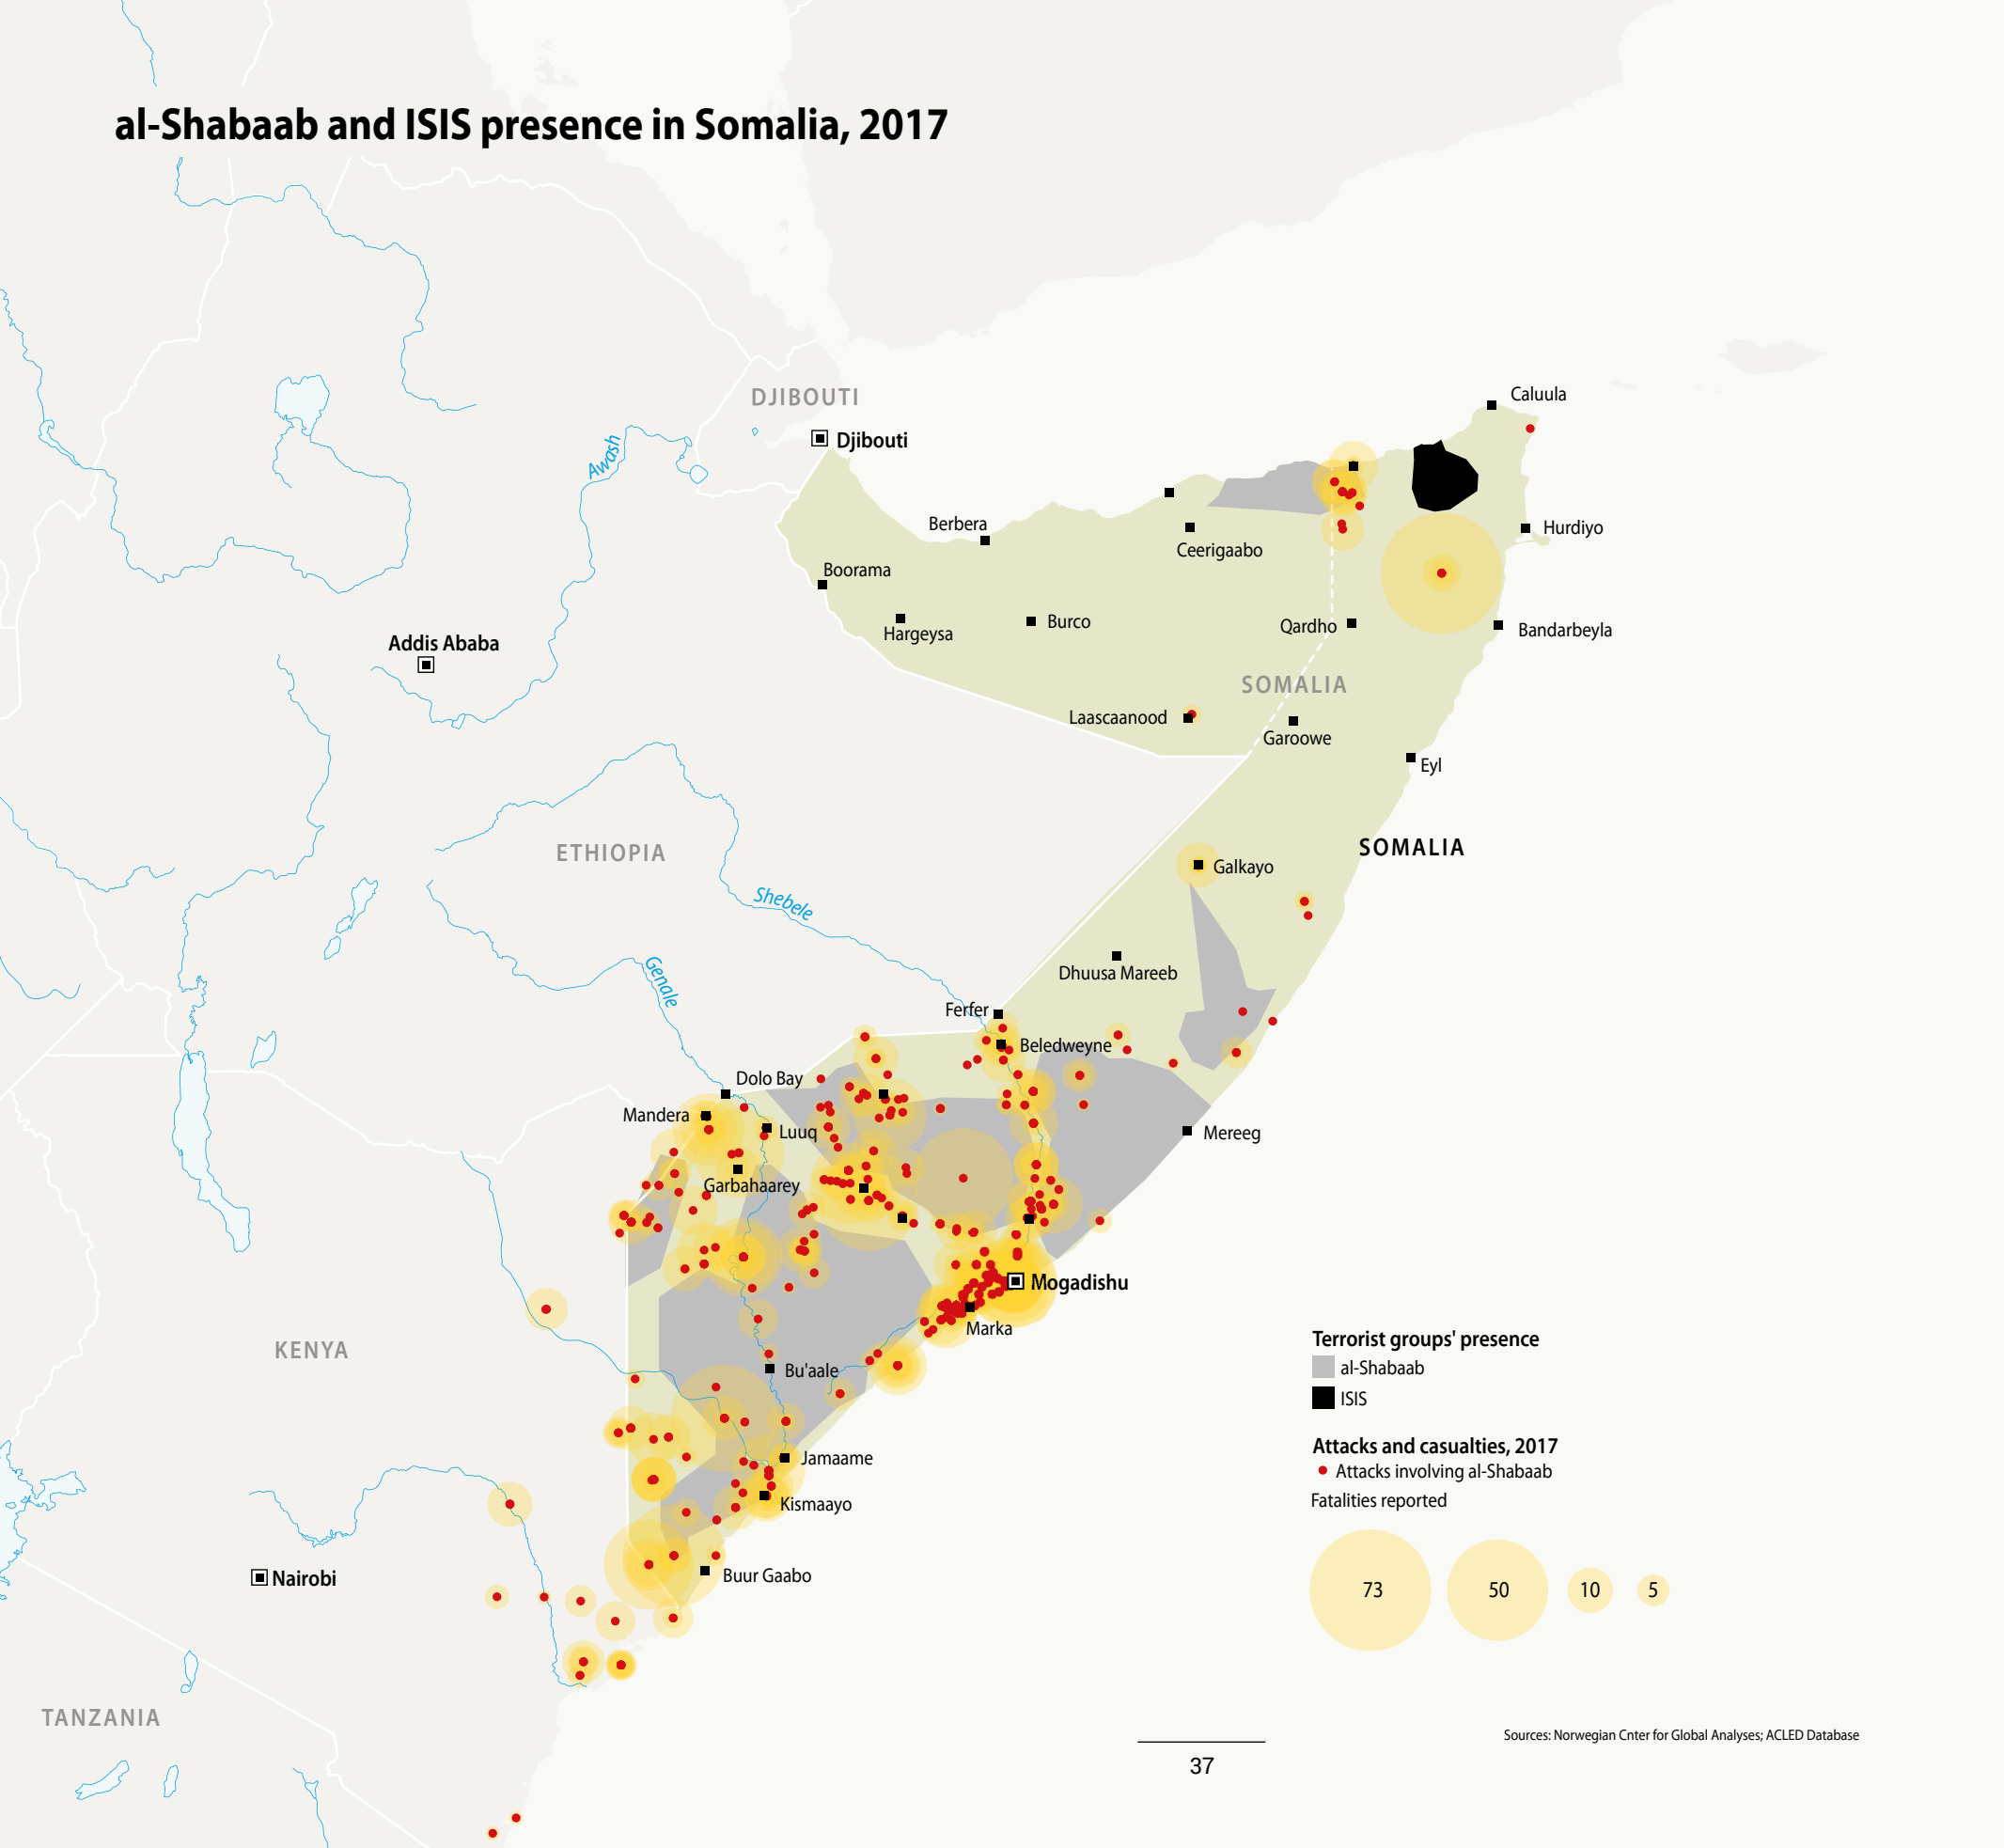 al-Shabaab and ISIS presence in Somalia, 2017
DJIBOUTI
Djibouti
Caluula
Awash
Berbera
Ceerigaabo
Hurdiyo
Boorama
Hargeysa
Burco
Qardho
Bandarbeyla
Addis Ababa
SOMALIA
Laascaanood
Garoowe
Eyl
ETHIOPIA
SOMALIA
Galkayo
Shebele
Genale
Dhuusa Mareeb
Ferfer
Beledweyne
Dolo Bay
Mandera
Luuq
Mereeg
Garbahaarey
Mogadishu
Marka
KENYA
Bu'aale
Jamaame
Kismaayo
Nairobi
Buur Gaabo
TANZANIA
Terrorist groups' presence
al-Shabaab
ISIS
Attacks and casualties, 2017
Attacks involving al-Shabaab
Fatalities reported
73 50 10 5
Sources: Norwegian Cnter for Global Analyses; ACLED Database
37